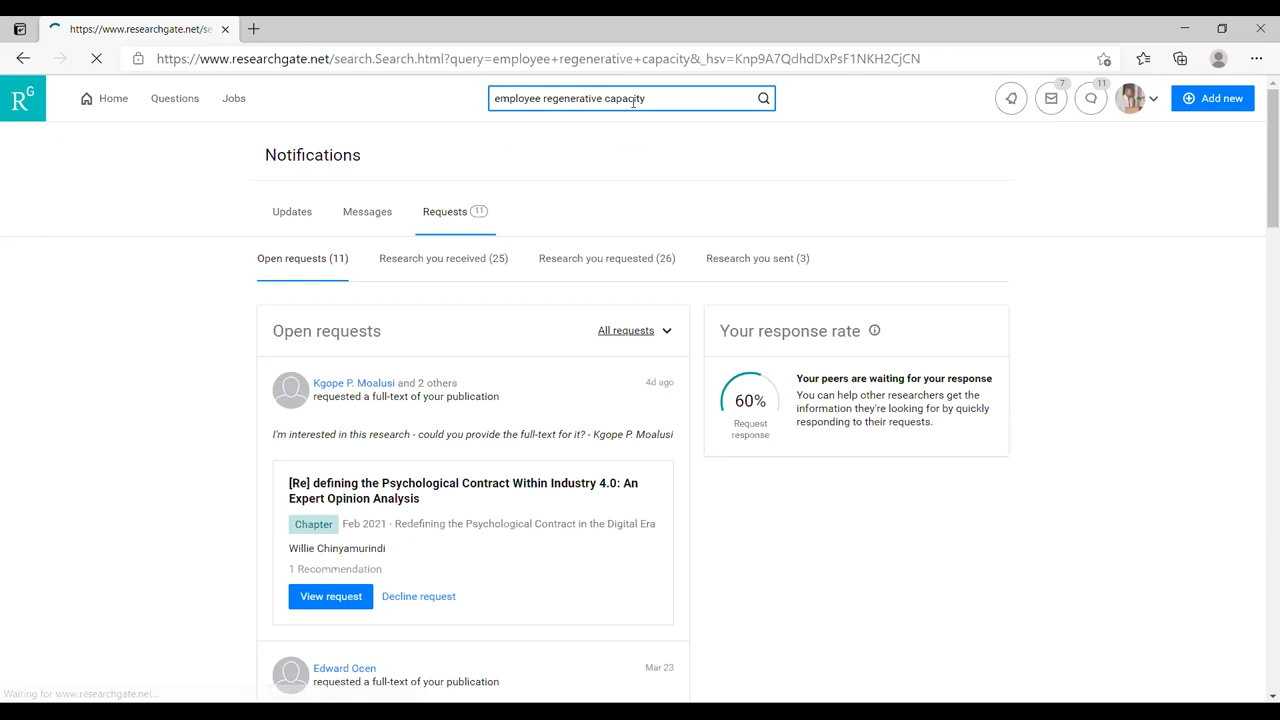 https://www.researchgate.net/se
https://www.researchgate.net/search.Search.html?query=employee+regenerative+capacity&_hsv=Knp9A7QdhdDxPsF1NKH2CjCN
RG
Home
Questions
Jobs
employee regenerative capacity
7
11
Add new
Notifications
Updates
Messages
Requests 11
Open requests (11)
Research you received (25)
Research you requested (26)
Research you sent (3)
Open requests
All requests
Kgope P. Moalusi and 2 others
4d ago
requested a full-text of your publication
I'm interested in this research - could you provide the full-text for it? - Kgope P. Moalusi
[Re] defining the Psychological Contract Within Industry 4.0: An
Expert Opinion Analysis
Chapter Feb 2021 · Redefining the Psychological Contract in the Digital Era
Willie Chinyamurindi
1 Recommendation
View request
Decline request
Edward Ocen
Mar 23
requested a full-text of your publication
Your response rate
60%
Request
response
Your peers are waiting for your response
You can help other researchers get the
information they're looking for by quickly
responding to their requests.
Waiting for www.researchgate.net...